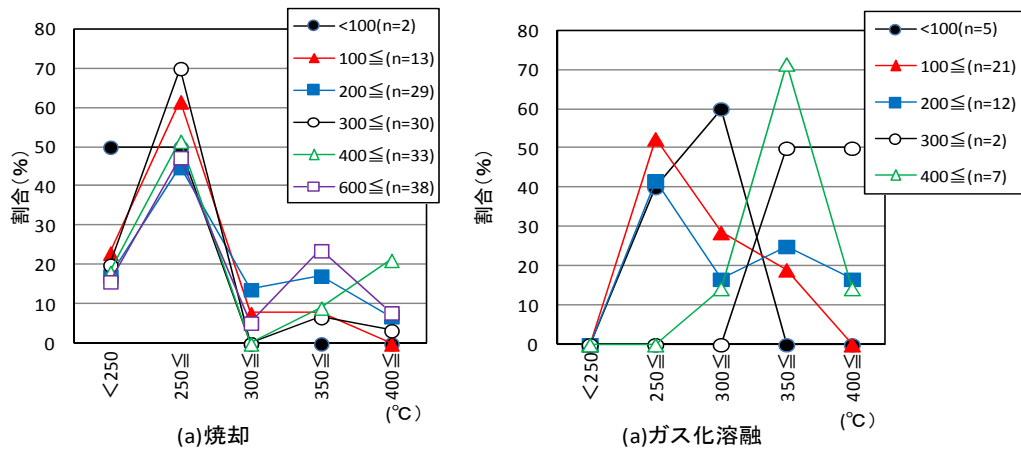 80
70
60
50
40
30
20
10
0
割合(%)
<100(n=2)
100≦(n=13)
200≦(n=29)
300≦(n=30)
400≦(n=33)
600≦(n=38)
<250
250≦
300≦
350≦
400≦
(℃)
(a)焼却
80
70
60
50
40
30
20
10
0
割合(%)
<100(n=5)
100≦(n=21)
200≦(n=12)
300≦(n=2)
400≦(n=7)
<250
250≦
300≦
350≦
400≦
(℃)
(a)ガス化溶融